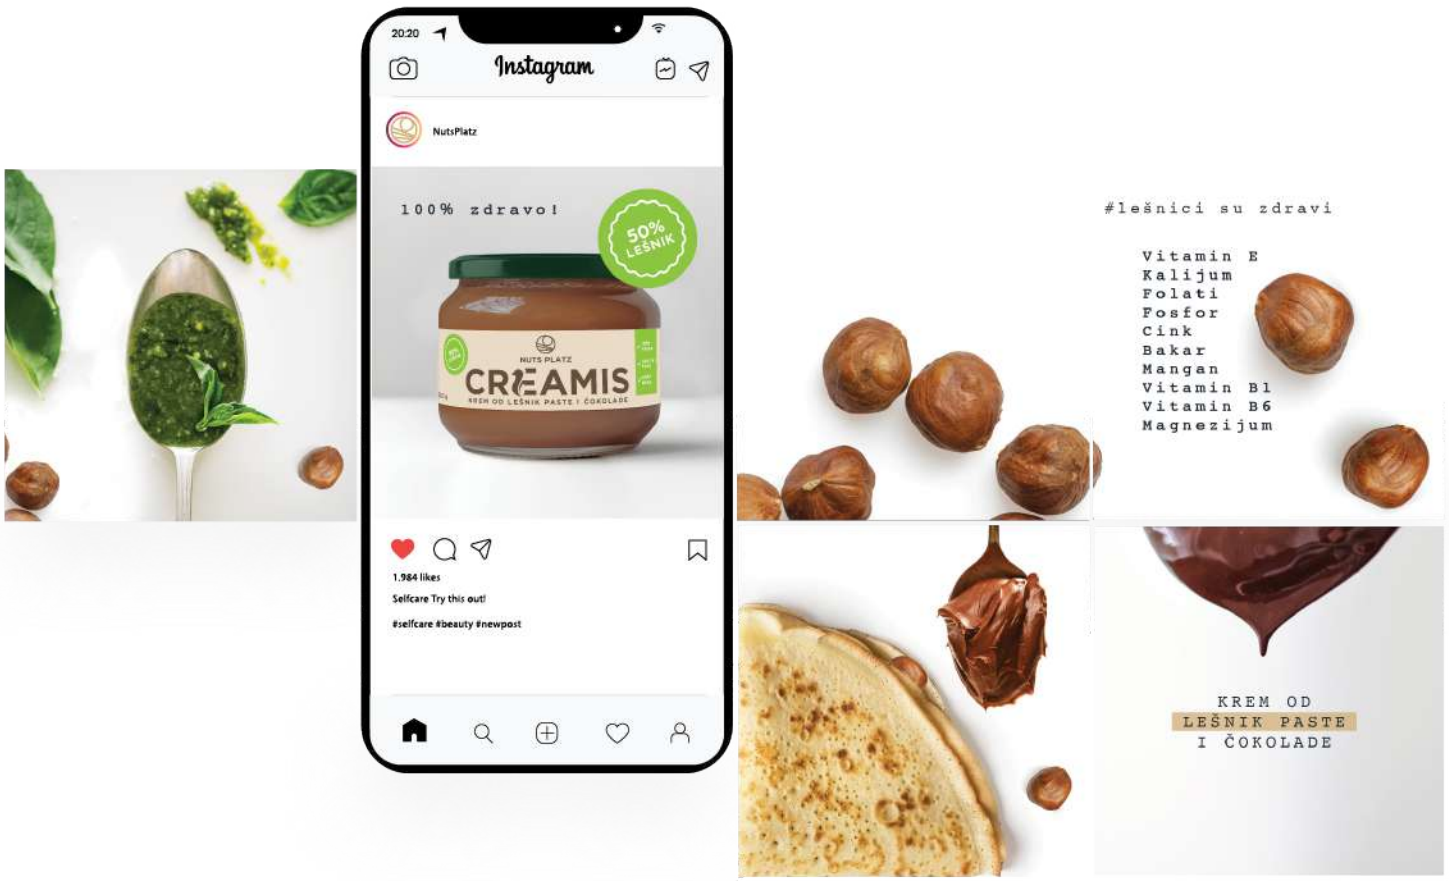 20:20
Instagram
NutsPlatz
100% zdravo!
50%
LEŠNIK
NUTS PLATZ
CREAMIS
KREM OD LEŠNIK PASTE I ČOKOLADE
1.984 likes
Selfcare Try this out!
#selfcare #beauty #newpost
#lešnici su zdravi
Vitamin E
Kalijum
Folati
Fosfor
Cink
Bakar
Mangan
Vitamin B1
Vitamin B6
Magnezijum
KREM OD
LEŠNIK PASTE
I ČOKOLADE